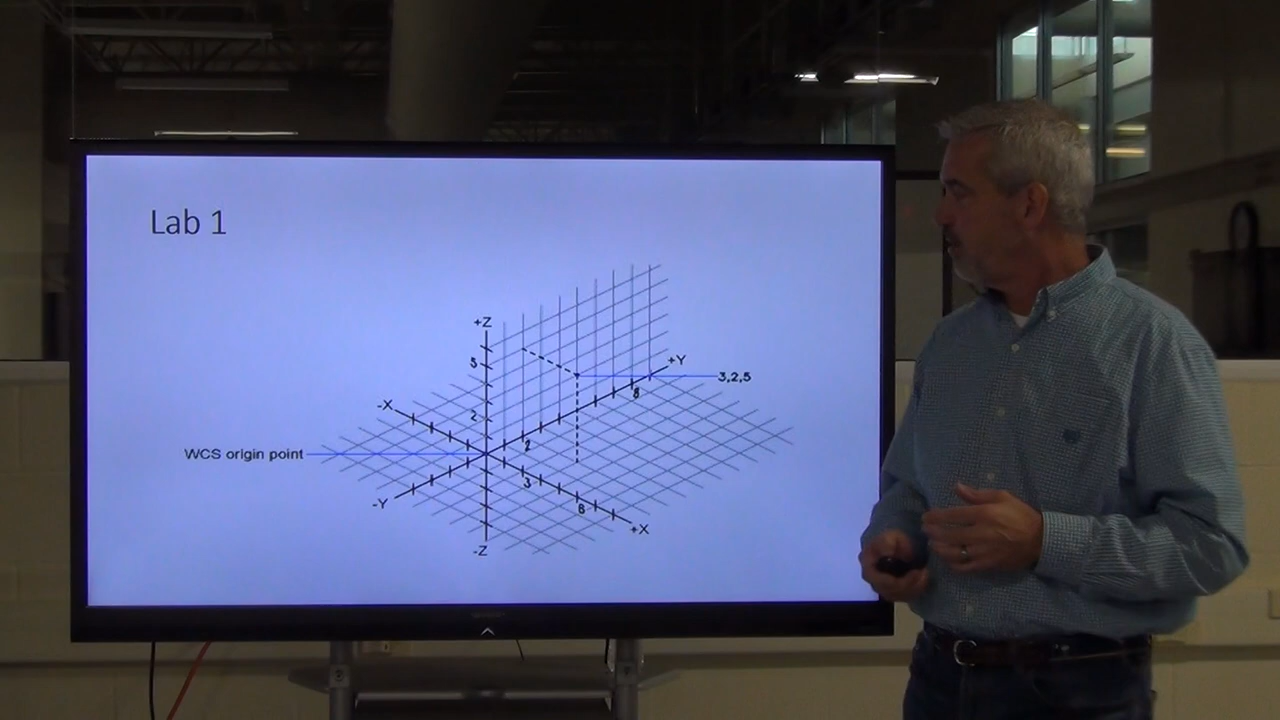 Lab 1
+Z
5
+Y
3,2,5
8
-X
2
2
WCS origin point
3
6
-Y
+X
-Z